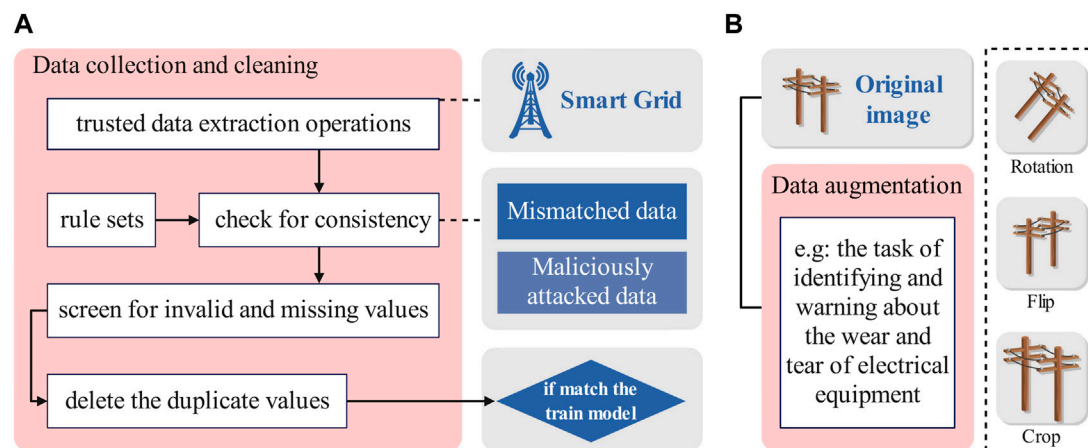 A
Data collection and cleaning
trusted data extraction operations
rule sets
check for consistency
screen for invalid and missing values
delete the duplicate values
Smart Grid
Mismatched data
Maliciously
attacked data
if match the
train model
B
Original
image
Data augmentation
e.g: the task of
identifying and
warning about
the wear and
tear of electrical
equipment
Rotation
Flip
Crop